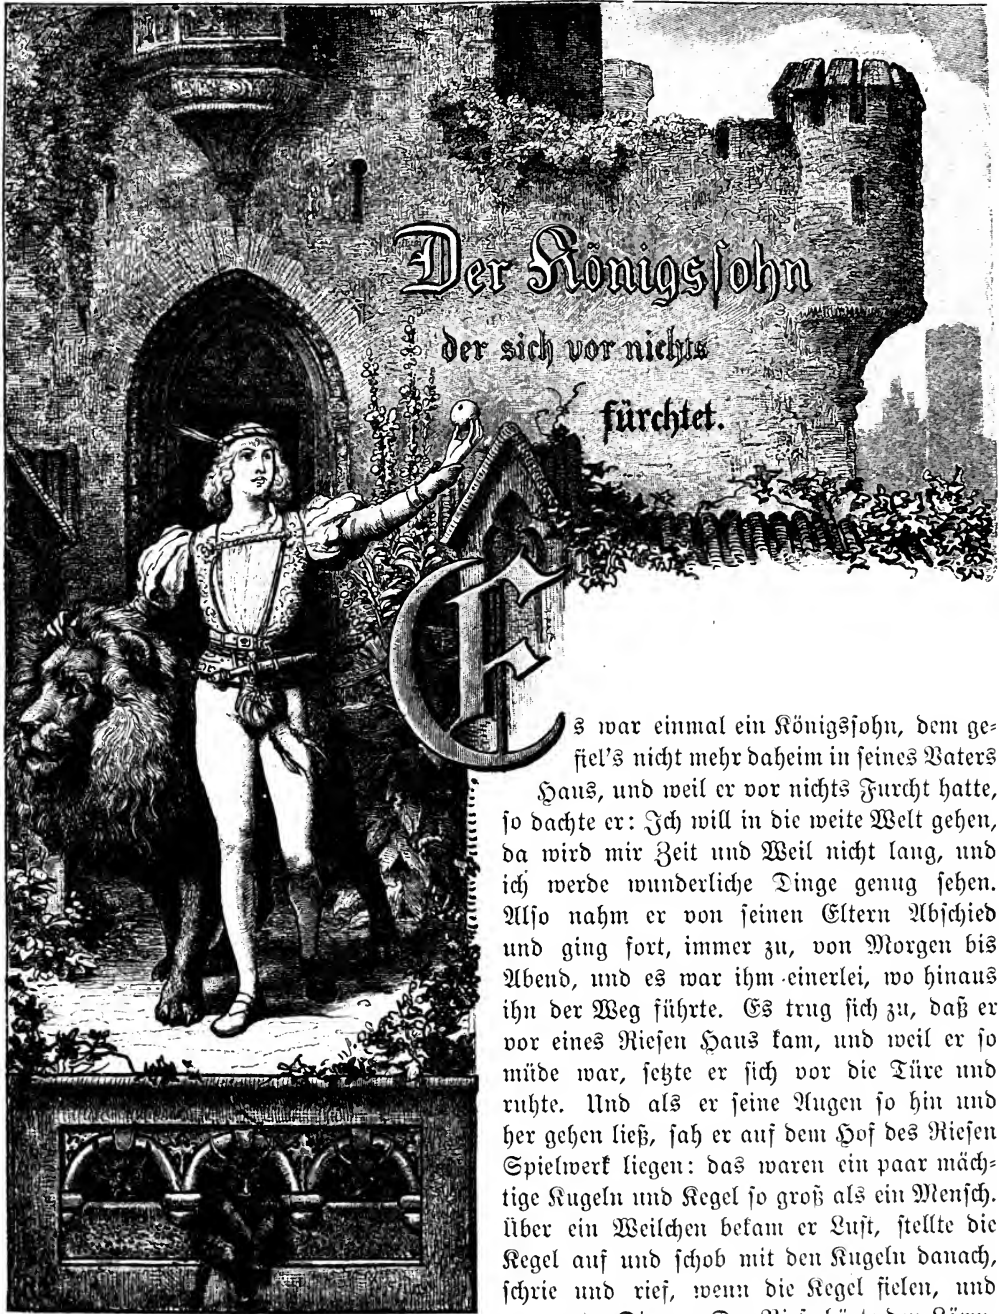 Der Königssohn
der sich vor nichts
fürchtet.
Es war einmal ein Königssohn, dem ge-
fiel's nicht mehr daheim in seines Vaters
Haus, und weil er vor nichts Furcht hatte,
so dachte er: Ich will in die weite Welt gehen,
da wird mir Zeit und Weil nicht lang, und
ich werde wunderliche Dinge genug sehen.
Also nahm er von seinen Eltern Abschied
und ging fort, immer zu, von Morgen bis
Abend, und es war ihm einerlei, wo hinaus
ihn der Weg führte. Es trug sich zu, daß er
vor eines Riesen Haus kam, und weil er so
müde war, setzte er sich vor die Türe und
ruhte. Und als er seine Augen so hin und
her gehen ließ, sah er auf dem Hof des Riesen
Spielwerk liegen: das waren ein paar mäch-
tige Kugeln und Kegel so groß als ein Mensch.
Über ein Weilchen bekam er Lust, stellte die
Kegel auf und schob mit den Kugeln danach,
schrie und rief, wenn die Kegel fielen, und